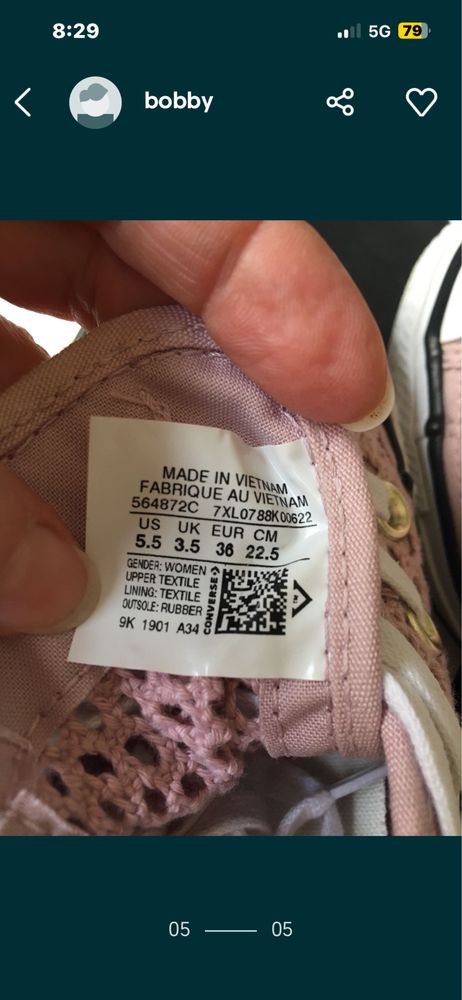 8:29
5G 79
bobby
MADE IN VIETNAM
FABRIQUE AU VIETNAM
564872C 7XL0788K00622
US UK EUR CM
5.5 3.5 36 22.5
GENDER: WOMEN
UPPER TEXTILE
LINING: TEXTILE
OUTSOLE: RUBBER
CONVERSE
9K 1901 A34
05 05